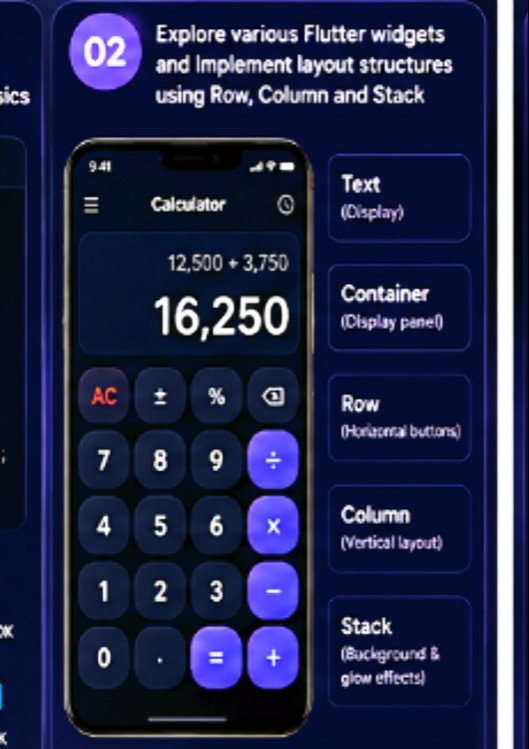 02
Explore various Flutter widgets
and Implement layout structures
using Row, Column and Stack
sics
9:41
Calculator
12,500 + 3,750
16,250
AC ± %
7 8 9 ÷
4 5 6 ×
1 2 3 −
0 . = +
Text
(Display)
Container
(Display panel)
Row
(Horizontal buttons)
Column
(Vertical layout)
Stack
(Background &
glow effects)
;